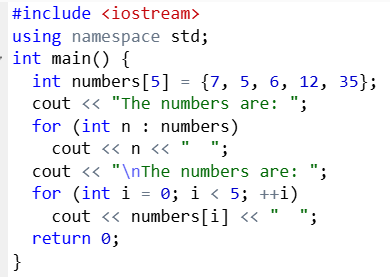 #include <iostream>
using namespace std;
int main() {
  int numbers[5] = {7, 5, 6, 12, 35};
  cout << "The numbers are: ";
  for (int n : numbers)
    cout << n << "  ";
  cout << "\nThe numbers are: ";
  for (int i = 0; i < 5; ++i)
    cout << numbers[i] << "  ";
  return 0;
}